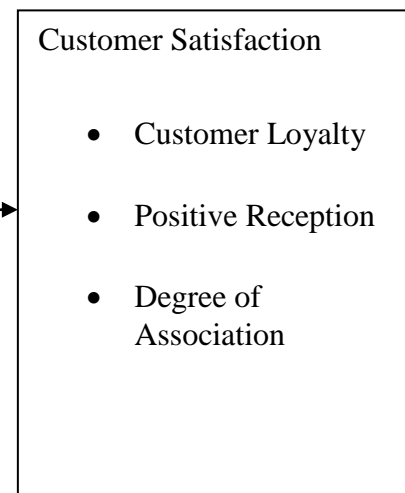 Customer Satisfaction
• Customer Loyalty
• Positive Reception
• Degree of
Association